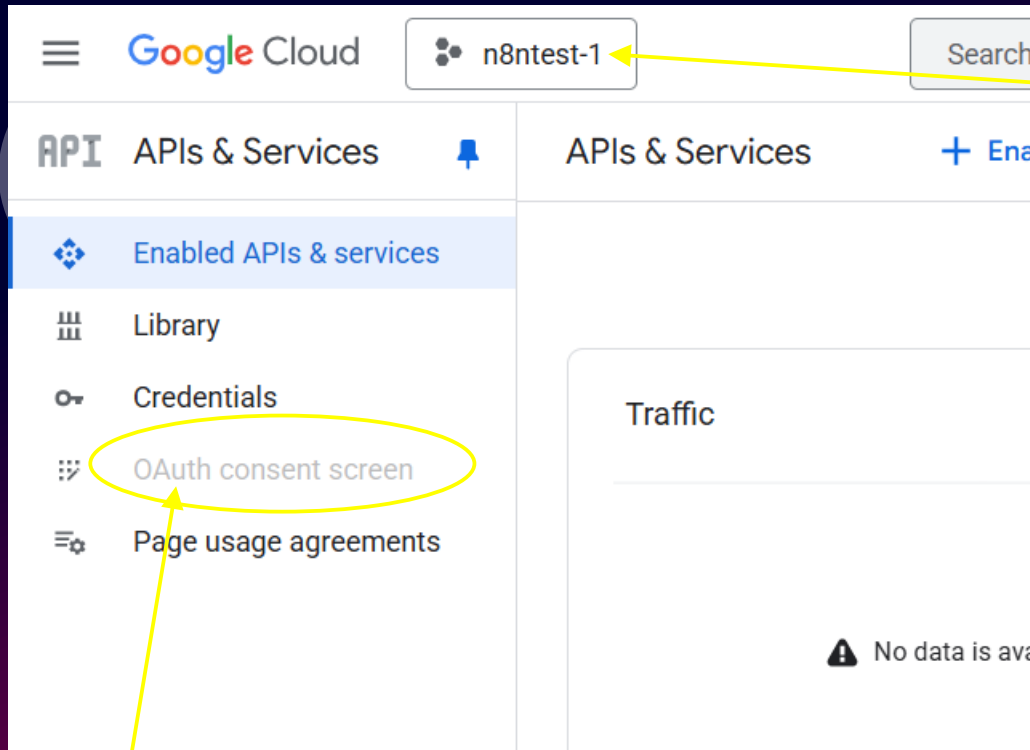 Google Cloud
n8ntest-1
Search
API APIs & Services
APIs & Services
+ Ena
Enabled APIs & services
Library
Credentials
Traffic
OAuth consent screen
Page usage agreements
No data is ava